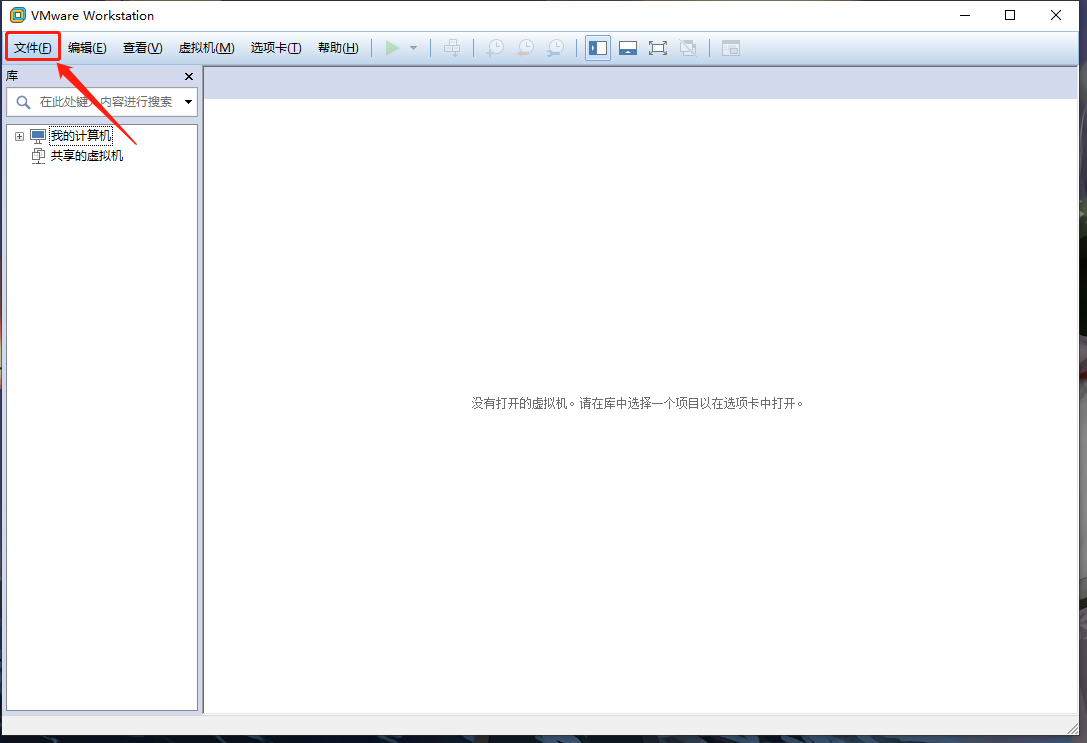 VMware Workstation
文件(F) 编辑(E) 查看(V) 虚拟机(M) 选项卡(T) 帮助(H)
库
在此处键入内容进行搜索
我的计算机
共享的虚拟机
没有打开的虚拟机。请在库中选择一个项目以在选项卡中打开。